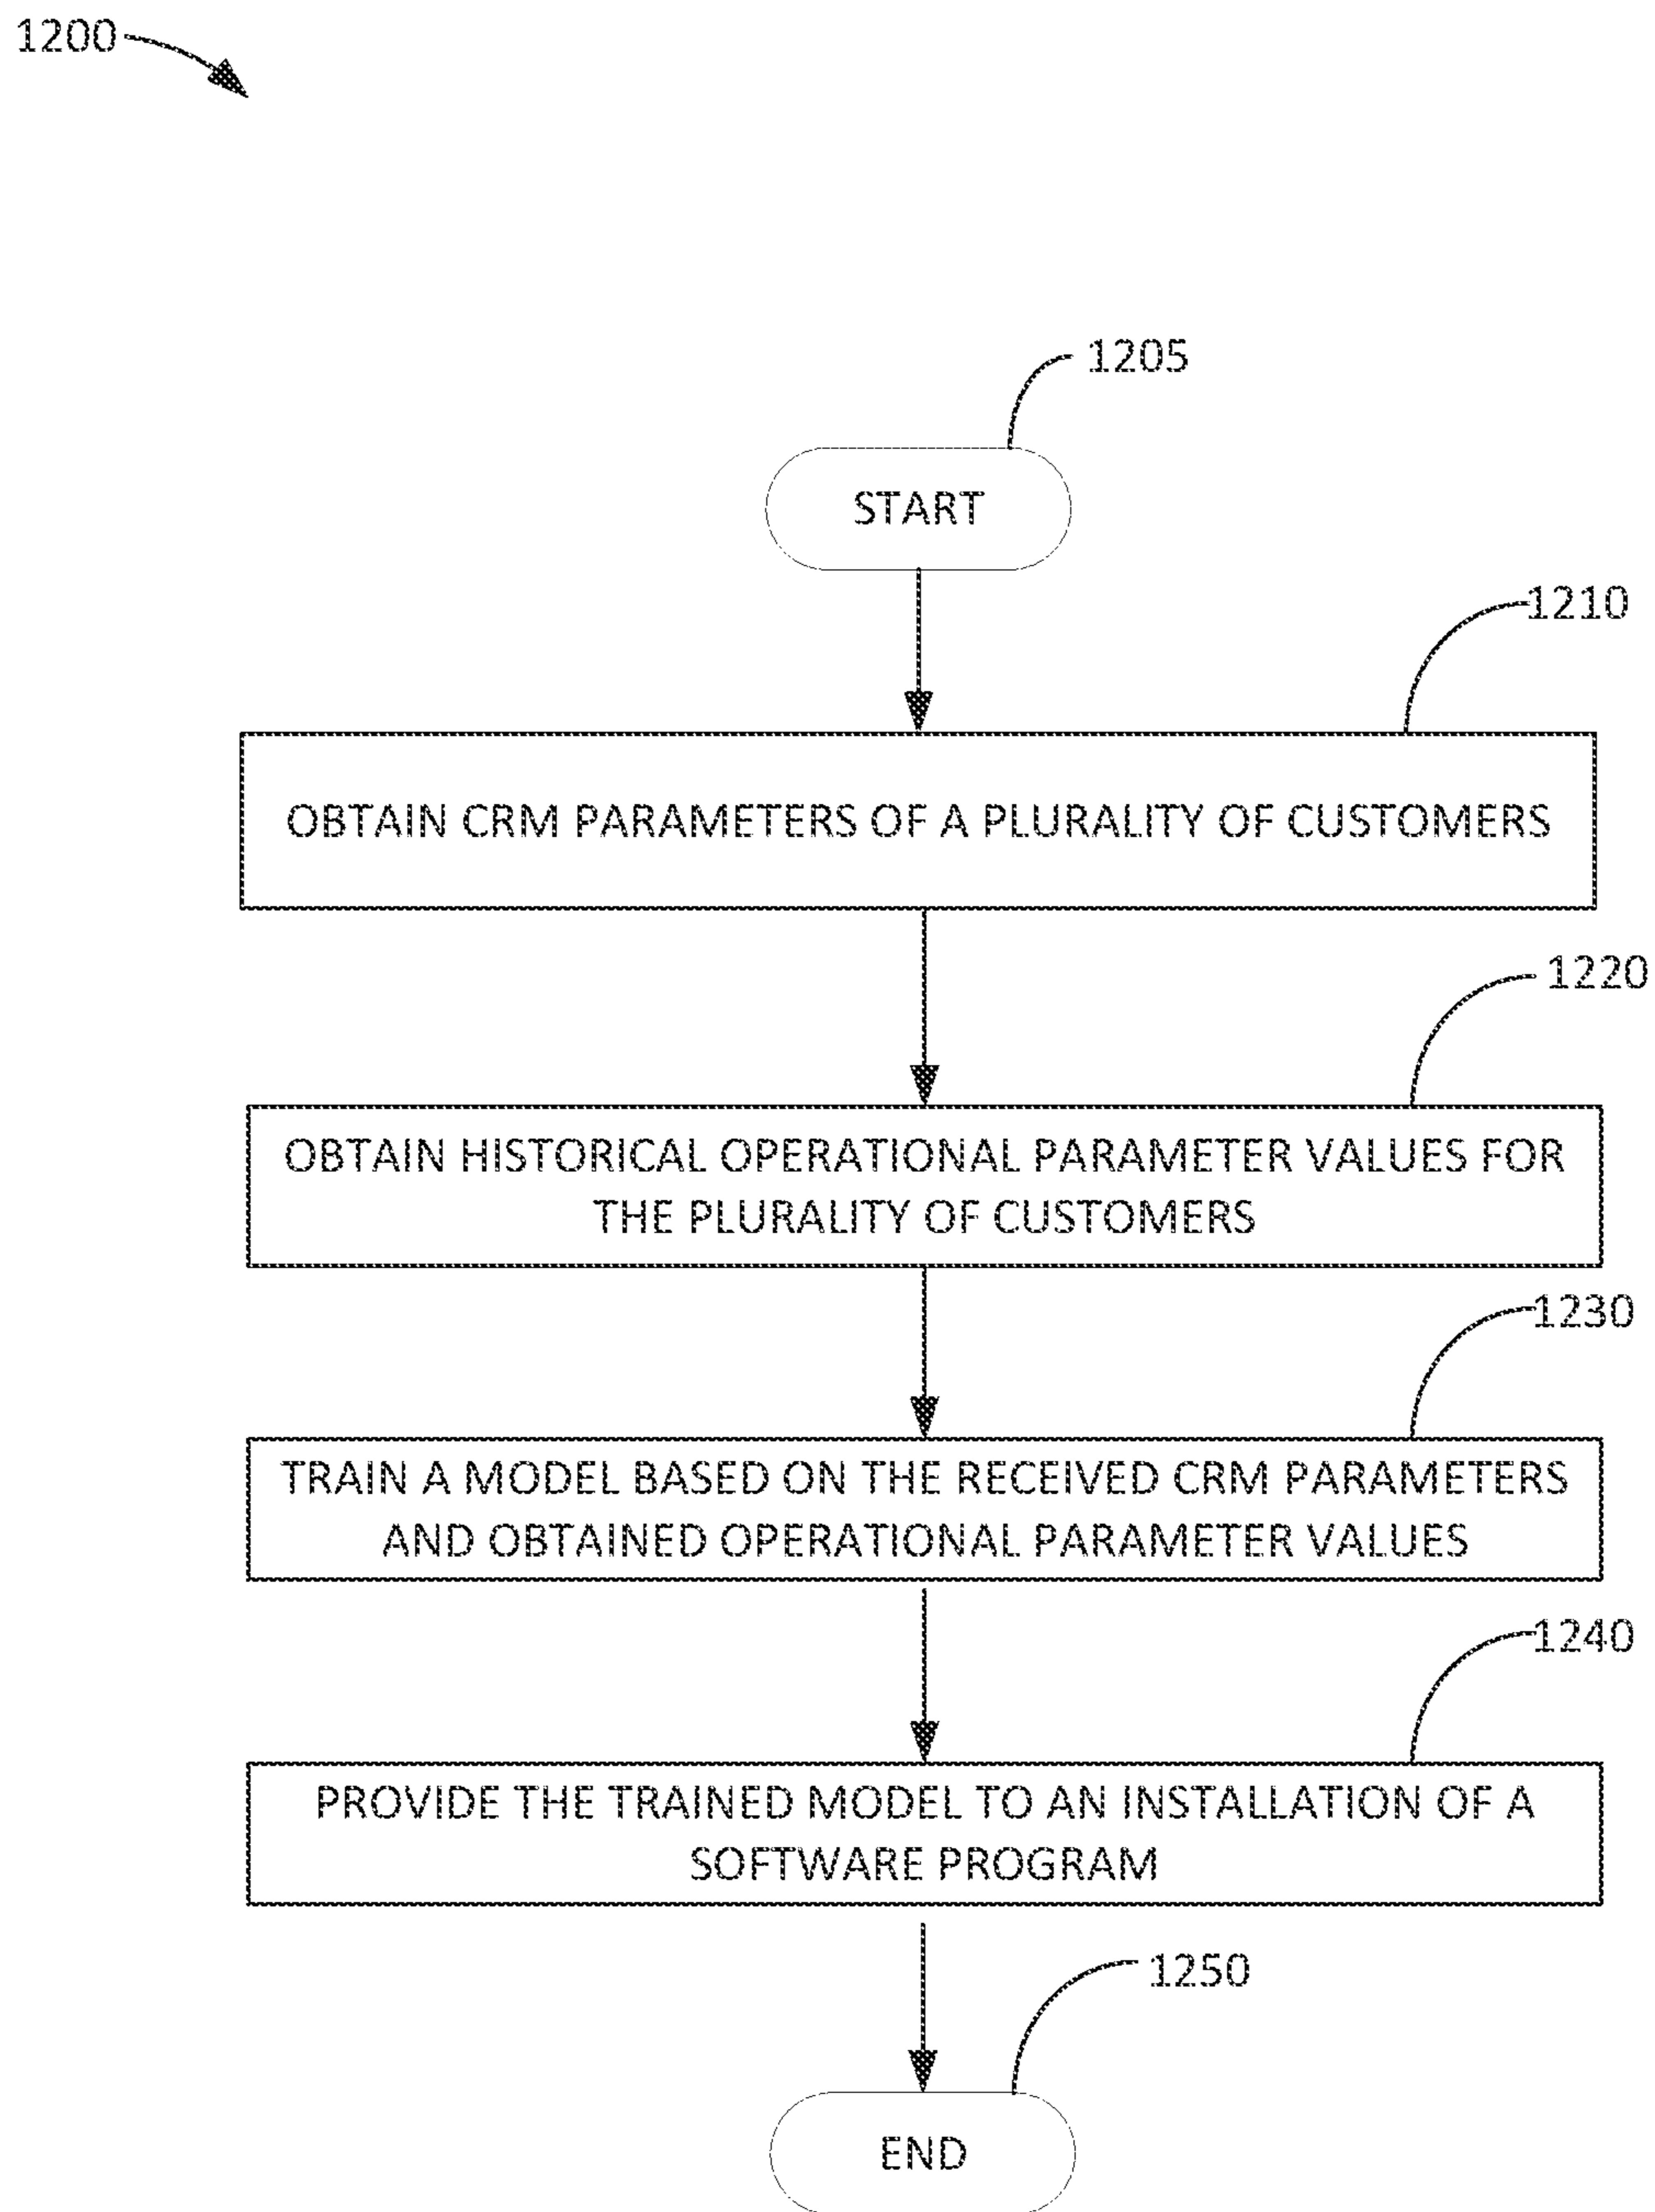 1200
1205
START
1210
OBTAIN CRM PARAMETERS OF A PLURALITY OF CUSTOMERS
1220
OBTAIN HISTORICAL OPERATIONAL PARAMETER VALUES FOR
THE PLURALITY OF CUSTOMERS
1230
TRAIN A MODEL BASED ON THE RECEIVED CRM PARAMETERS
AND OBTAINED OPERATIONAL PARAMETER VALUES
1240
PROVIDE THE TRAINED MODEL TO AN INSTALLATION OF A
SOFTWARE PROGRAM
1250
END